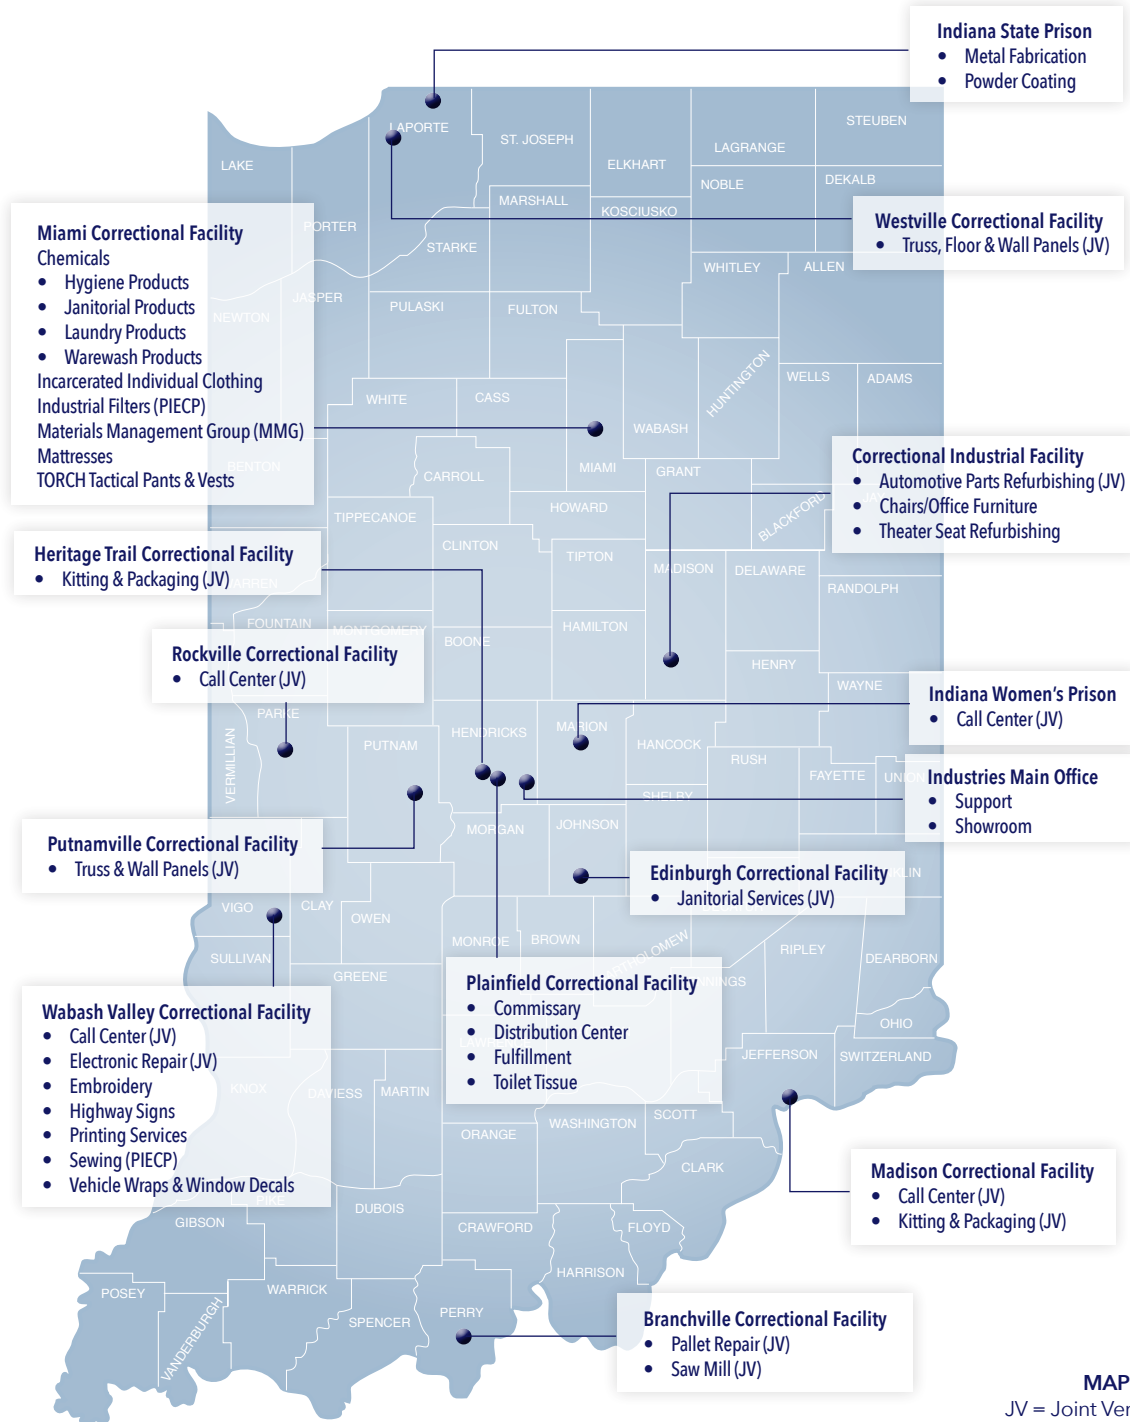 Indiana State Prison
• Metal Fabrication
• Powder Coating
LAPORTE
ST. JOSEPH
ELKHART
LAGRANGE
STEUBEN
LAKE
PORTER
MARSHALL
STARKE
KOSCIUSKO
NOBLE
DEKALB
Westville Correctional Facility
• Truss, Floor & Wall Panels (JV)
WHITLEY
ALLEN
Miami Correctional Facility
Chemicals
• Hygiene Products
• Janitorial Products
• Laundry Products
• Warewash Products
Incarcerated Individual Clothing
Industrial Filters (PIECP)
Materials Management Group (MMG)
Mattresses
TORCH Tactical Pants & Vests
JASPER
NEWTON
PULASKI
FULTON
WHITE
CASS
MIAMI
WABASH
HUNTINGTON
WELLS
ADAMS
BENTON
CARROLL
HOWARD
GRANT
BLACKFORD
Correctional Industrial Facility
• Automotive Parts Refurbishing (JV)
• Chairs/Office Furniture
• Theater Seat Refurbishing
TIPPECANOE
CLINTON
TIPTON
MADISON
DELAWARE
RANDOLPH
Heritage Trail Correctional Facility
• Kitting & Packaging (JV)
FOUNTAIN
MONTGOMERY
BOONE
HAMILTON
HENRY
WAYNE
Rockville Correctional Facility
• Call Center (JV)
Indiana Women's Prison
• Call Center (JV)
PARKE
VERMILLIAN
PUTNAM
HENDRICKS
MARION
HANCOCK
RUSH
FAYETTE
UNION
SHELBY
Industries Main Office
• Support
• Showroom
MORGAN
JOHNSON
Putnamville Correctional Facility
• Truss & Wall Panels (JV)
Edinburgh Correctional Facility
• Janitorial Services (JV)
KLIN
VIGO
CLAY
OWEN
MONROE
BROWN
RTHOLOMEW
NNINGS
RIPLEY
DEARBORN
SULLIVAN
GREENE
OHIO
Plainfield Correctional Facility
• Commissary
• Distribution Center
• Fulfillment
• Toilet Tissue
Wabash Valley Correctional Facility
• Call Center (JV)
• Electronic Repair (JV)
• Embroidery
• Highway Signs
• Printing Services
• Sewing (PIECP)
• Vehicle Wraps & Window Decals
KNOX
DAVIESS
MARTIN
JEFFERSON
SWITZERLAND
ORANGE
WASHINGTON
SCOTT
CLARK
Madison Correctional Facility
• Call Center (JV)
• Kitting & Packaging (JV)
PIKE
GIBSON
DUBOIS
CRAWFORD
FLOYD
HARRISON
POSEY
VANDERBURGH
WARRICK
SPENCER
PERRY
Branchville Correctional Facility
• Pallet Repair (JV)
• Saw Mill (JV)
MAP
JV = Joint Ver